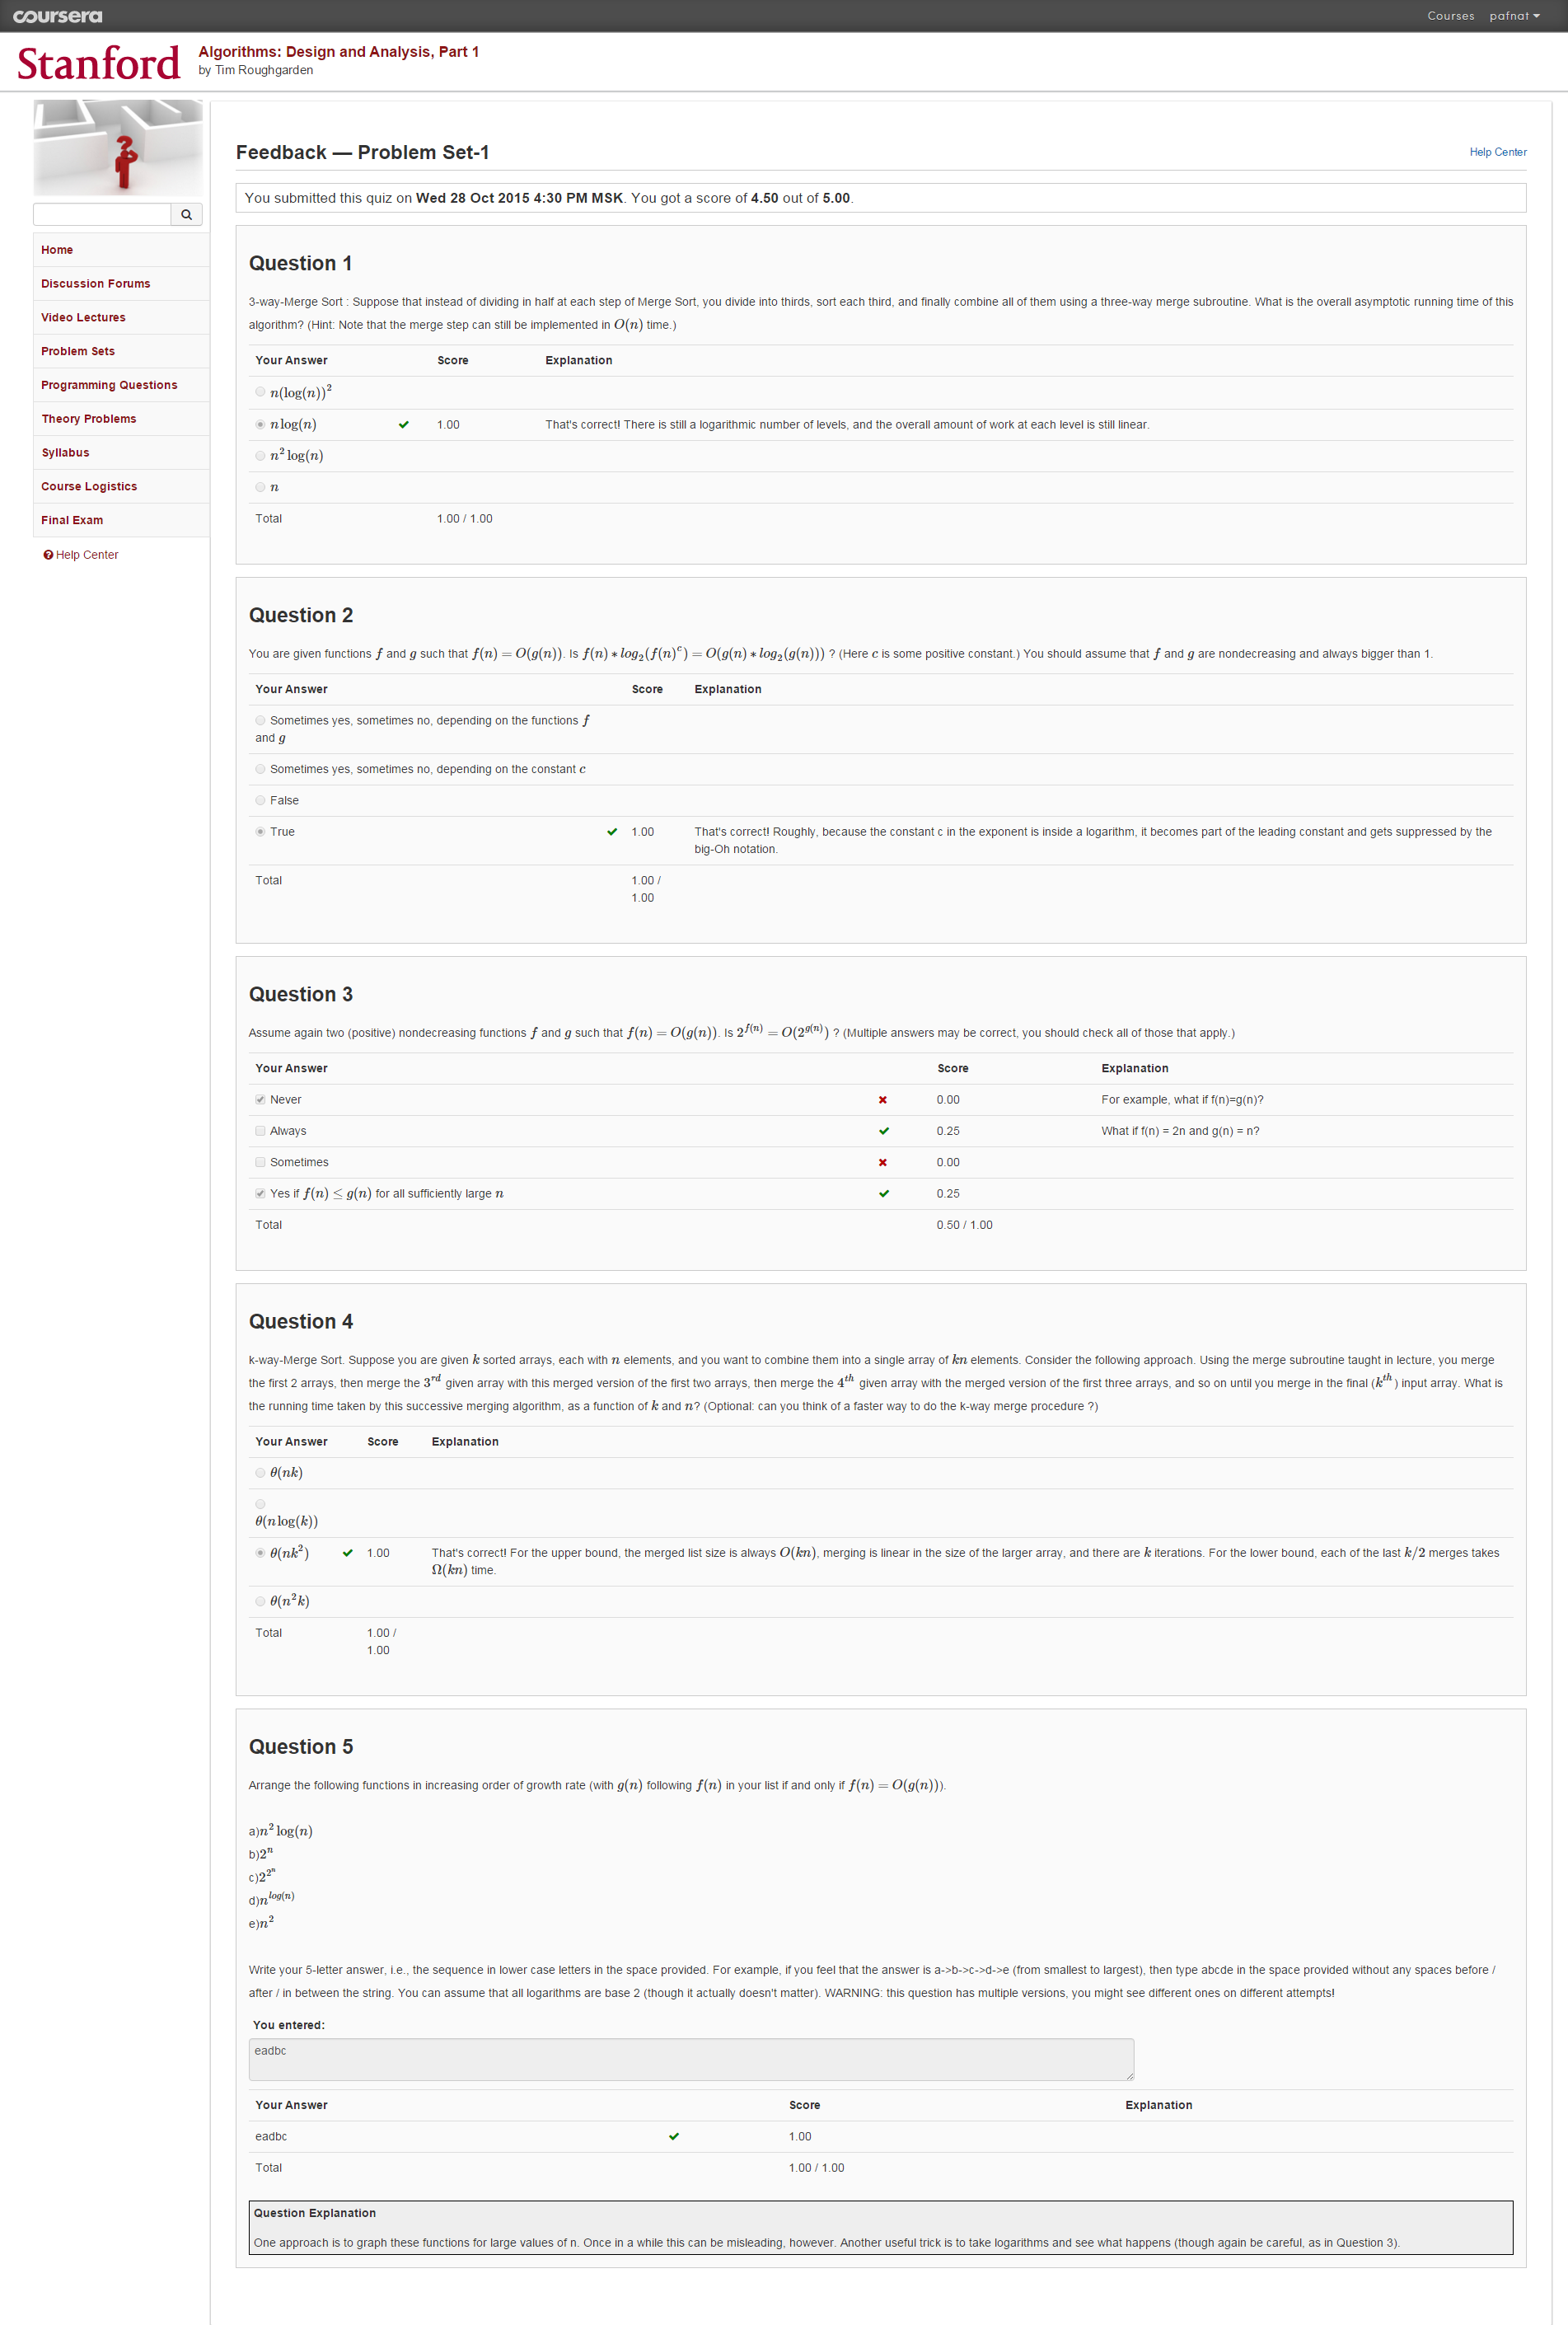 coursera
Courses pafnat
Stanford
Algorithms: Design and Analysis, Part 1
by Tim Roughgarden
Home
Discussion Forums
Video Lectures
Problem Sets
Programming Questions
Theory Problems
Syllabus
Course Logistics
Final Exam
Help Center
Feedback — Problem Set-1
Help Center
You submitted this quiz on Wed 28 Oct 2015 4:30 PM MSK. You got a score of 4.50 out of 5.00.
Question 1
3-way-Merge Sort : Suppose that instead of dividing in half at each step of Merge Sort, you divide into thirds, sort each third, and finally combine all of them using a three-way merge subroutine. What is the overall asymptotic running time of this
algorithm? (Hint: Note that the merge step can still be implemented in O(n) time.)
Your Answer Score Explanation
n(log(n))²
n log(n) 1.00 That's correct! There is still a logarithmic number of levels, and the overall amount of work at each level is still linear.
n² log(n)
n
Total 1.00 / 1.00
Question 2
You are given functions f and g such that f(n) = O(g(n)). Is f(n) ∗ log₂(f(n)^c) = O(g(n) ∗ log₂(g(n))) ? (Here c is some positive constant.) You should assume that f and g are nondecreasing and always bigger than 1.
Your Answer Score Explanation
Sometimes yes, sometimes no, depending on the functions f
and g
Sometimes yes, sometimes no, depending on the constant c
False
True 1.00 That's correct! Roughly, because the constant c in the exponent is inside a logarithm, it becomes part of the leading constant and gets suppressed by the
big-Oh notation.
Total 1.00 /
1.00
Question 3
Assume again two (positive) nondecreasing functions f and g such that f(n) = O(g(n)). Is 2^f(n) = O(2^g(n)) ? (Multiple answers may be correct, you should check all of those that apply.)
Your Answer Score Explanation
Never 0.00 For example, what if f(n)=g(n)?
Always 0.25 What if f(n) = 2n and g(n) = n?
Sometimes 0.00
Yes if f(n) ≤ g(n) for all sufficiently large n 0.25
Total 0.50 / 1.00
Question 4
k-way-Merge Sort. Suppose you are given k sorted arrays, each with n elements, and you want to combine them into a single array of kn elements. Consider the following approach. Using the merge subroutine taught in lecture, you merge
the first 2 arrays, then merge the 3^rd given array with this merged version of the first two arrays, then merge the 4^th given array with the merged version of the first three arrays, and so on until you merge in the final (k^th) input array. What is
the running time taken by this successive merging algorithm, as a function of k and n? (Optional: can you think of a faster way to do the k-way merge procedure ?)
Your Answer Score Explanation
θ(nk)
θ(n log(k))
θ(nk²) 1.00 That's correct! For the upper bound, the merged list size is always O(kn), merging is linear in the size of the larger array, and there are k iterations. For the lower bound, each of the last k/2 merges takes
Ω(kn) time.
θ(n²k)
Total 1.00 /
1.00
Question 5
Arrange the following functions in increasing order of growth rate (with g(n) following f(n) in your list if and only if f(n) = O(g(n))).
a)n² log(n)
b)2^n
c)2^2^n
d)n^log(n)
e)n²
Write your 5-letter answer, i.e., the sequence in lower case letters in the space provided. For example, if you feel that the answer is a->b->c->d->e (from smallest to largest), then type abcde in the space provided without any spaces before /
after / in between the string. You can assume that all logarithms are base 2 (though it actually doesn't matter). WARNING: this question has multiple versions, you might see different ones on different attempts!
You entered:
eadbc
Your Answer Score Explanation
eadbc 1.00
Total 1.00 / 1.00
Question Explanation
One approach is to graph these functions for large values of n. Once in a while this can be misleading, however. Another useful trick is to take logarithms and see what happens (though again be careful, as in Question 3).